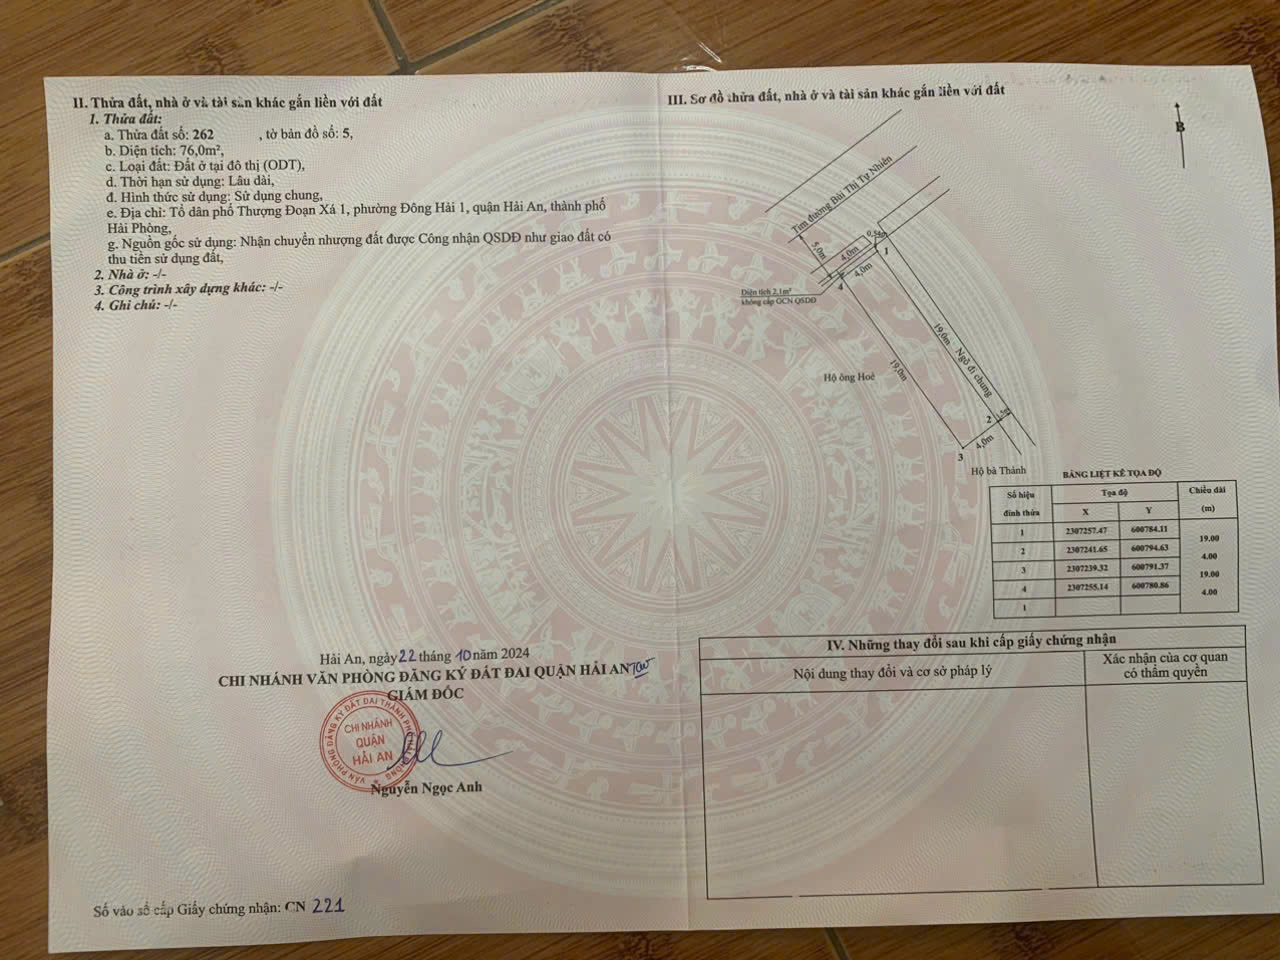 II. Thửa đất, nhà ở và tài sản khác gắn liền với đất
1. Thửa đất:
a. Thửa đất số: 262 , tờ bản đồ số: 5,
b. Diện tích: 76,0m²,
c. Loại đất: Đất ở tại đô thị (ODT),
d. Thời hạn sử dụng: Lâu dài,
đ. Hình thức sử dụng: Sử dụng chung,
e. Địa chỉ: Tổ dân phố Thượng Đoạn Xá 1, phường Đông Hải 1, quận Hải An, thành phố
Hải Phòng,
g. Nguồn gốc sử dụng: Nhận chuyển nhượng đất được Công nhận QSDĐ như giao đất có
thu tiền sử dụng đất,
2. Nhà ở: -/-
3. Công trình xây dựng khác: -/-
4. Ghi chú: -/-
Hải An, ngày 22 tháng 10 năm 2024
CHI NHÁNH VĂN PHÒNG ĐĂNG KÝ ĐẤT ĐAI QUẬN HẢI AN
GIÁM ĐỐC
VĂN PHÒNG ĐĂNG KÝ ĐẤT ĐAI THÀNH PHỐ HẢI PHÒNG
CHI NHÁNH
QUẬN
HẢI AN
Nguyễn Ngọc Anh
Số vào sổ cấp Giấy chứng nhận: CN 221
III. Sơ đồ thửa đất, nhà ở và tài sản khác gắn liền với đất
B
Tim đường Bùi Thị Tự Nhiên
5,0m
0,54m
4,0m
4,0m
1
4
Diện tích 2,1m²
không cấp GCN QSDĐ
19,0m
Ngõ đi chung
19,0m
Hộ ông Hoè
2
1,5m
4,0m
3
Hộ bà Thánh
BẢNG LIỆT KÊ TỌA ĐỘ
Số hiệu đỉnh thửa Tọa độ Chiều dài (m)
X Y
1 2307257.47 600784.11
19.00
2 2307241.65 600794.63
4.00
3 2307239.32 600791.37
19.00
4 2307255.14 600780.86
4.00
1
IV. Những thay đổi sau khi cấp giấy chứng nhận
Nội dung thay đổi và cơ sở pháp lý
Xác nhận của cơ quan
có thẩm quyền